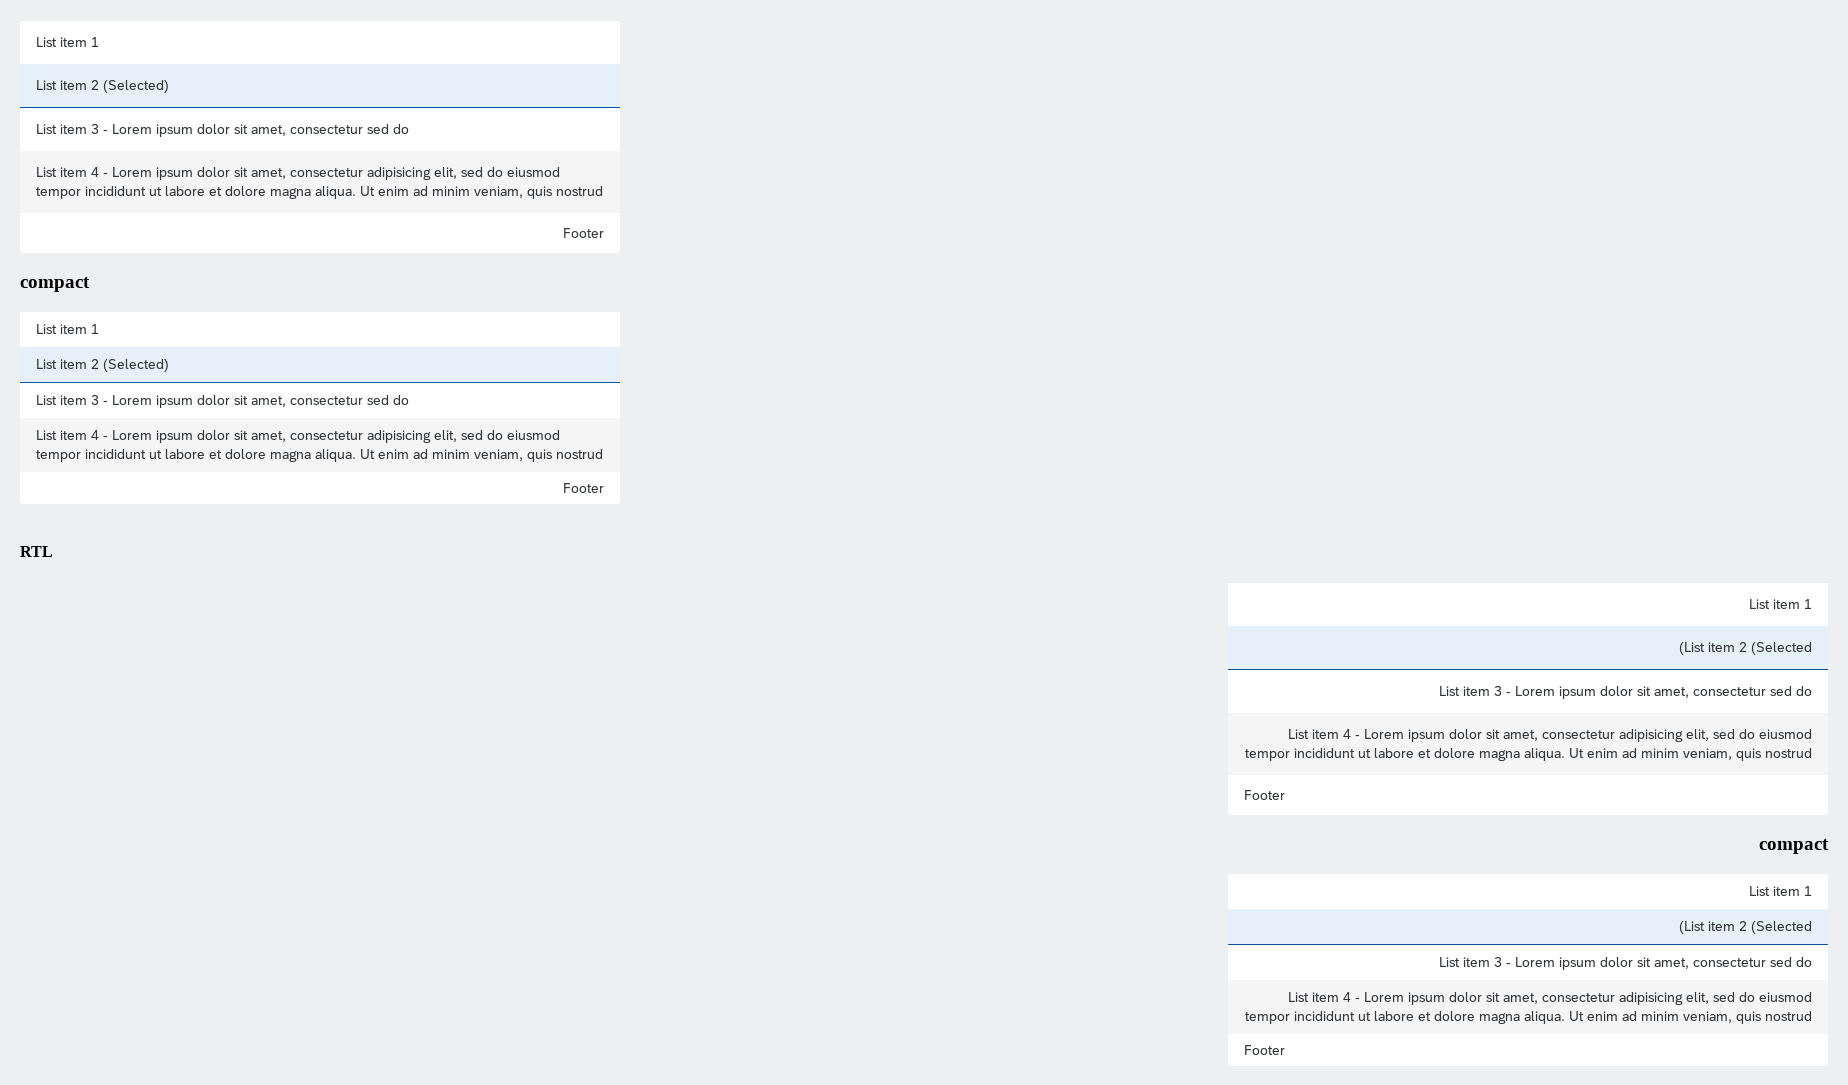 List item 1
List item 2 (Selected)
List item 3 - Lorem ipsum dolor sit amet, consectetur sed do
List item 4 - Lorem ipsum dolor sit amet, consectetur adipisicing elit, sed do eiusmod
tempor incididunt ut labore et dolore magna aliqua. Ut enim ad minim veniam, quis nostrud
Footer
compact
List item 1
List item 2 (Selected)
List item 3 - Lorem ipsum dolor sit amet, consectetur sed do
List item 4 - Lorem ipsum dolor sit amet, consectetur adipisicing elit, sed do eiusmod
tempor incididunt ut labore et dolore magna aliqua. Ut enim ad minim veniam, quis nostrud
Footer
RTL
List item 1
(List item 2 (Selected
List item 3 - Lorem ipsum dolor sit amet, consectetur sed do
List item 4 - Lorem ipsum dolor sit amet, consectetur adipisicing elit, sed do eiusmod
tempor incididunt ut labore et dolore magna aliqua. Ut enim ad minim veniam, quis nostrud
Footer
compact
List item 1
(List item 2 (Selected
List item 3 - Lorem ipsum dolor sit amet, consectetur sed do
List item 4 - Lorem ipsum dolor sit amet, consectetur adipisicing elit, sed do eiusmod
tempor incididunt ut labore et dolore magna aliqua. Ut enim ad minim veniam, quis nostrud
Footer